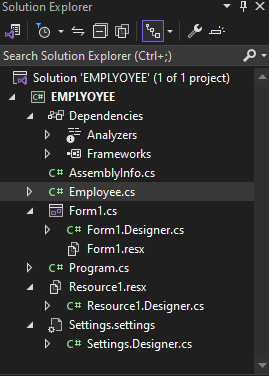 Solution Explorer
Search Solution Explorer (Ctrl+;)
Solution 'EMPLYOYEE' (1 of 1 project)
C# EMPLYOYEE
Dependencies
Analyzers
Frameworks
C# AssemblyInfo.cs
C# Employee.cs
Form1.cs
C# Form1.Designer.cs
Form1.resx
C# Program.cs
Resource1.resx
C# Resource1.Designer.cs
Settings.settings
C# Settings.Designer.cs